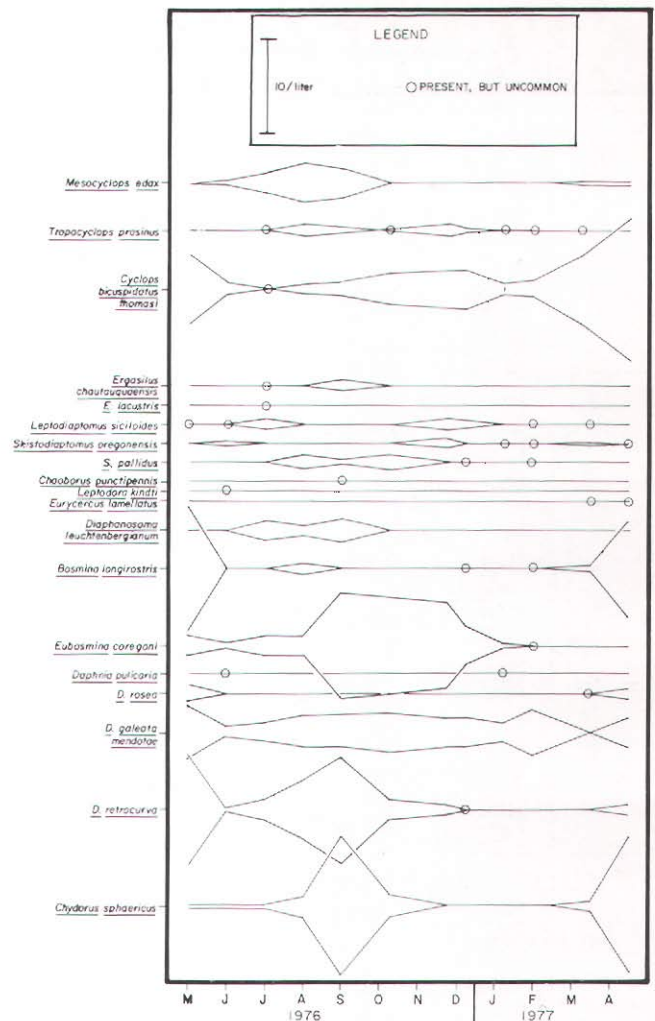 LEGEND
10/liter
PRESENT, BUT UNCOMMON
Mesocyclops edax
Tropocyclops prasinus
Cyclops
bicuspidatus
thomasi
Ergasilus
chautauquaensis
E. lacustris
Leptodiaptomus siciloides
Skistodiaptomus oregonensis
S. pallidus
Chaoborus punctipennis
Leptodora kindti
Eurycercus lamellatus
Diaphanosoma
leuchtenbergianum
Bosmina longirostris
Eubosmina coregoni
Daphnia pulicaria
D. rosea
D. galeata
mendotae
D. retrocurva
Chydorus sphaericus
M J J A S O N D J F M A
1976 1977